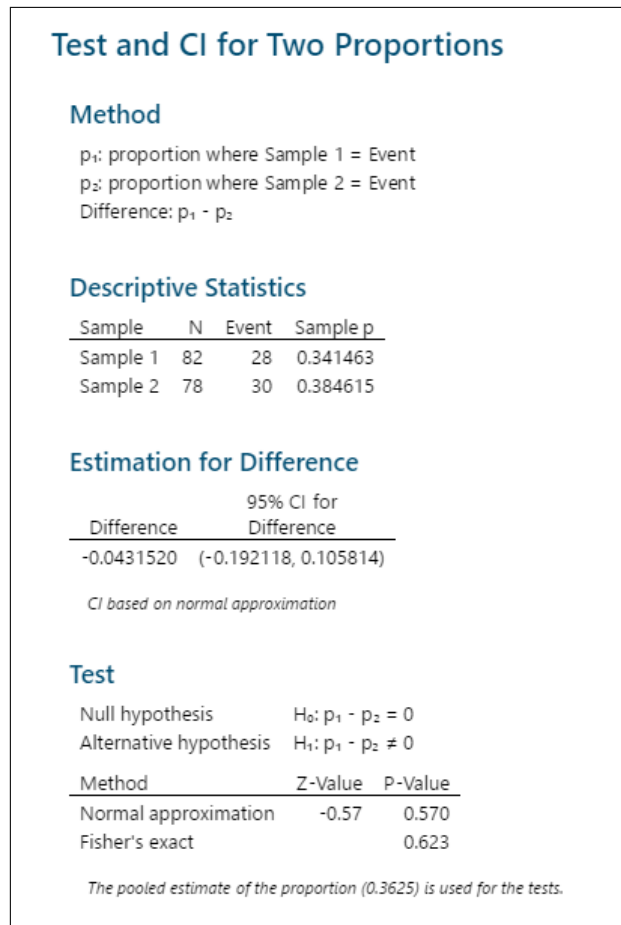 Test and CI for Two Proportions
Method
p₁: proportion where Sample 1 = Event
p₂: proportion where Sample 2 = Event
Difference: p₁ - p₂
Descriptive Statistics
Sample N Event Sample p
Sample 1 82 28 0.341463
Sample 2 78 30 0.384615
Estimation for Difference
95% CI for
Difference Difference
-0.0431520 (-0.192118, 0.105814)
CI based on normal approximation
Test
Null hypothesis H₀: p₁ - p₂ = 0
Alternative hypothesis H₁: p₁ - p₂ ≠ 0
Method Z-Value P-Value
Normal approximation -0.57 0.570
Fisher's exact 0.623
The pooled estimate of the proportion (0.3625) is used for the tests.